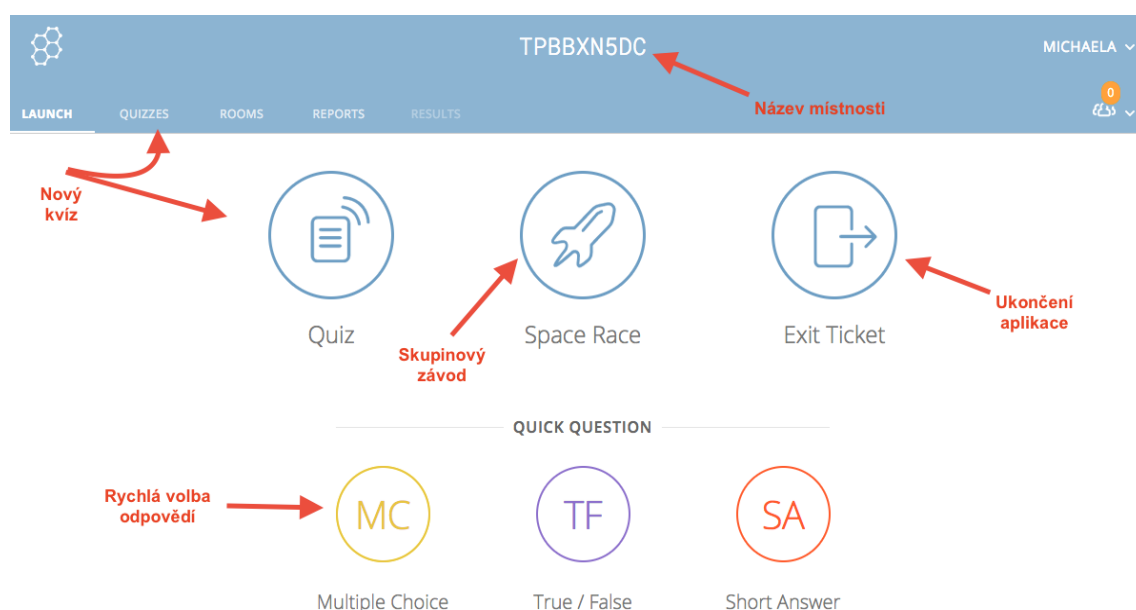 TPBBXN5DC
MICHAELA
Název místnosti
0
LAUNCH QUIZZES ROOMS REPORTS RESULTS
Nový
kvíz
Quiz
Space Race
Exit Ticket
Skupinový
závod
Ukončení
aplikace
QUICK QUESTION
Rychlá volba
odpovědí
MC
TF
SA
Multiple Choice
True / False
Short Answer